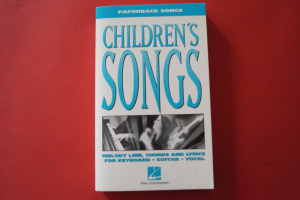 PAPERBACK SONGS
CHILDREN'S
SONGS
MELODY LINE, CHORDS AND LYRICS
FOR KEYBOARD • GUITAR • VOCAL